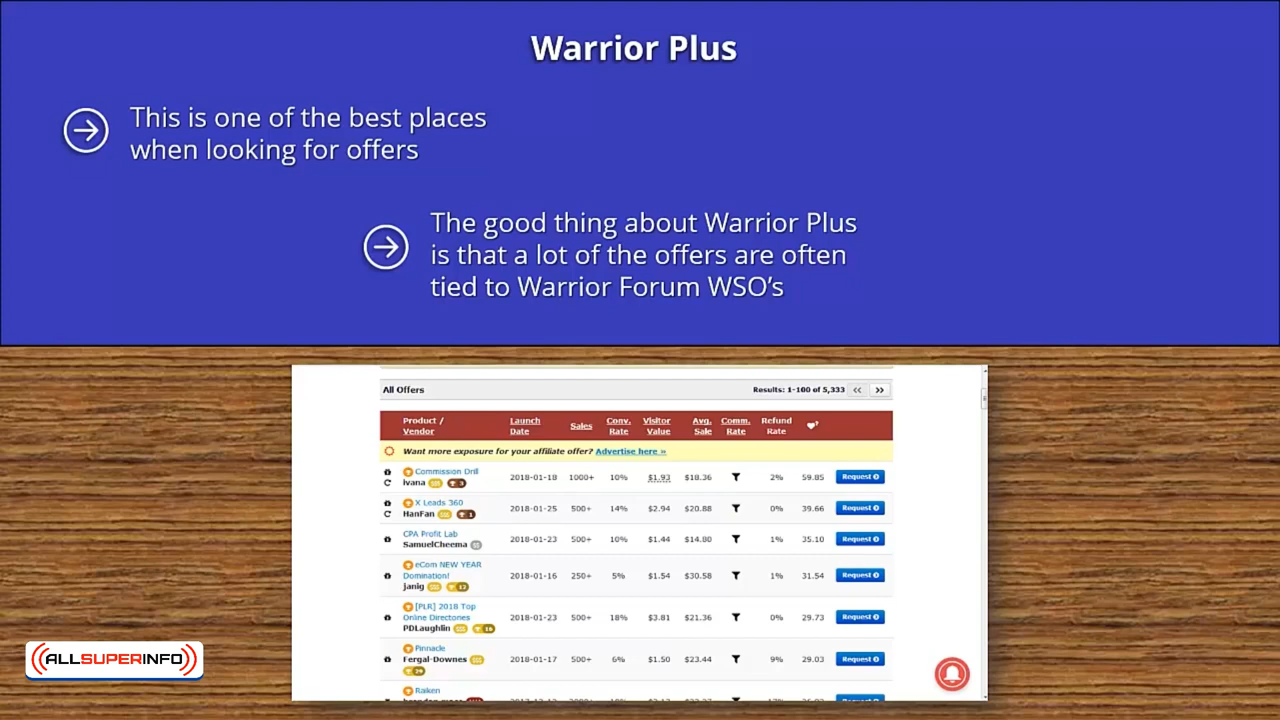 Warrior Plus
This is one of the best places
when looking for offers
The good thing about Warrior Plus
is that a lot of the offers are often
tied to Warrior Forum WSO's
All Offers Results: 1-100 of 5,333 << >>
Product / Vendor Launch Date Sales Conv. Rate Visitor Value Avg. Sale Comm. Rate Refund Rate
Want more exposure for your affiliate offer? Advertise here »
Commission Drill
ivana 2018-01-18 1000+ 10% $1.93 $18.36 2% 59.85 Request
X Leads 360
HanFan 2018-01-25 500+ 14% $2.94 $20.88 0% 39.66 Request
CPA Profit Lab
SamuelCheema 2018-01-23 500+ 10% $1.44 $14.80 1% 35.10 Request
eCom NEW YEAR
Domination!
janig 2018-01-16 250+ 5% $1.54 $30.58 1% 31.54 Request
[PLR] 2018 Top
Online Directories
PDLaughlin 2018-01-23 500+ 18% $3.81 $21.36 0% 29.73 Request
Pinnacle
Fergal-Downes 2018-01-17 500+ 6% $1.50 $23.44 9% 29.03 Request
Raiken
ALLSUPERINFO